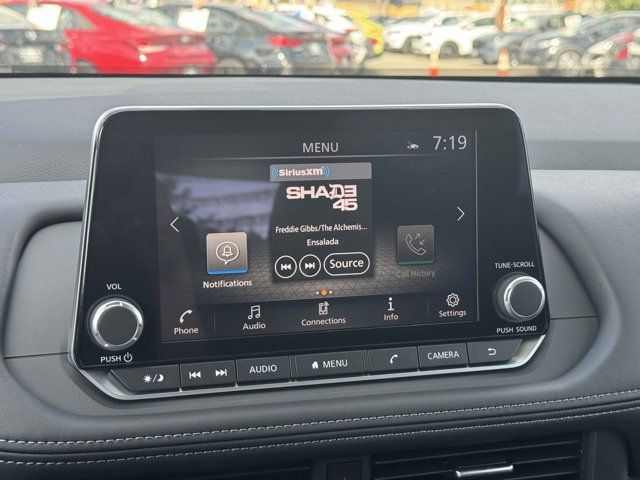 MENU
7:19
SiriusXM
SHADE
45
Freddie Gibbs/The Alchemis...
Ensalada
Source
Notifications
Call History
Phone
Audio
Connections
Info
Settings
VOL
PUSH
TUNE·SCROLL
PUSH SOUND
AUDIO
MENU
CAMERA